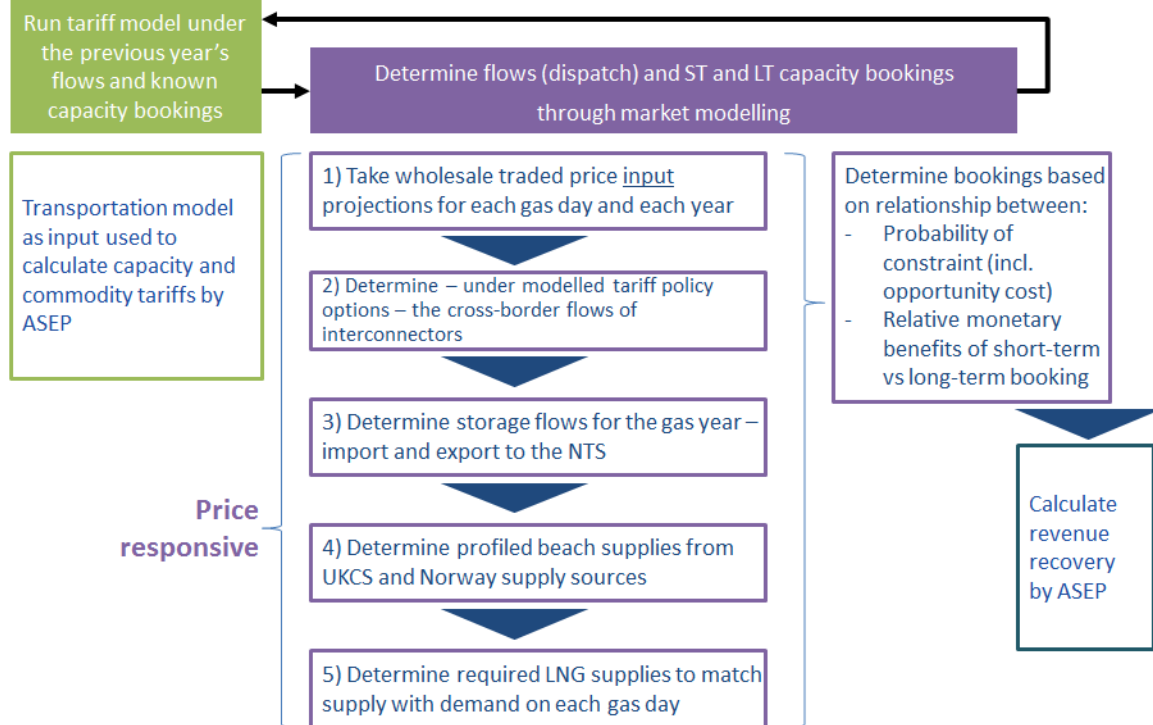 Run tariff model under
the previous year's
flows and known
capacity bookings
Determine flows (dispatch) and ST and LT capacity bookings
through market modelling
Transportation model
as input used to
calculate capacity and
commodity tariffs by
ASEP
Price
responsive
1) Take wholesale traded price input
projections for each gas day and each year
2) Determine – under modelled tariff policy
options – the cross-border flows of
interconnectors
3) Determine storage flows for the gas year –
import and export to the NTS
4) Determine profiled beach supplies from
UKCS and Norway supply sources
5) Determine required LNG supplies to match
supply with demand on each gas day
Determine bookings based
on relationship between:
- Probability of
constraint (incl.
opportunity cost)
- Relative monetary
benefits of short-term
vs long-term booking
Calculate
revenue
recovery
by ASEP